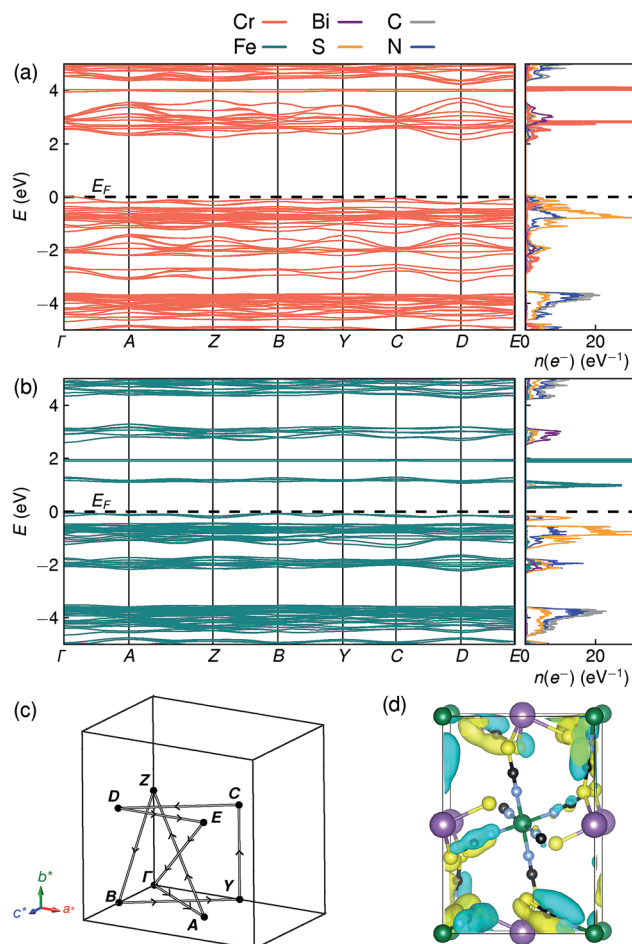 Cr Bi C
Fe S N
(a)
4
2
0
−2
−4
E (eV)
E_F
Γ A Z B Y C D E
0 20
n(e⁻) (eV⁻¹)
(b)
4
2
0
−2
−4
E (eV)
E_F
Γ A Z B Y C D E
0 20
n(e⁻) (eV⁻¹)
(c)
Z
D C
E
Γ
B Y
A
b*
c* a*
(d)